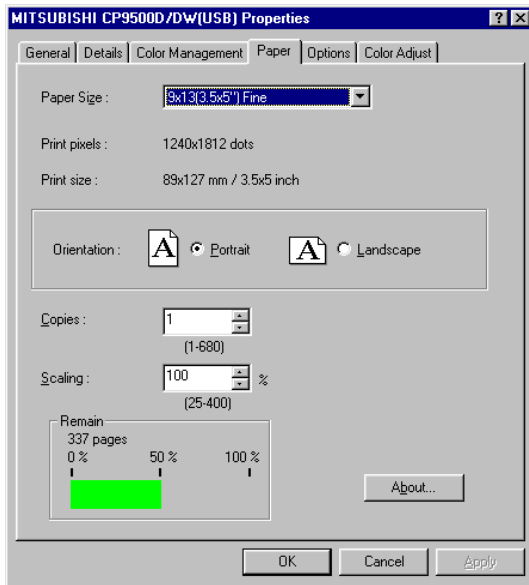 MITSUBISHI CP9500D/DW(USB) Properties
General Details Color Management Paper Options Color Adjust
Paper Size : 9x13(3.5x5") Fine
Print pixels : 1240x1812 dots
Print size : 89x127 mm / 3.5x5 inch
Orientation : A Portrait A Landscape
Copies : 1
(1-680)
Scaling : 100 %
(25-400)
Remain
337 pages
0 % 50 % 100 %
About...
OK Cancel Apply